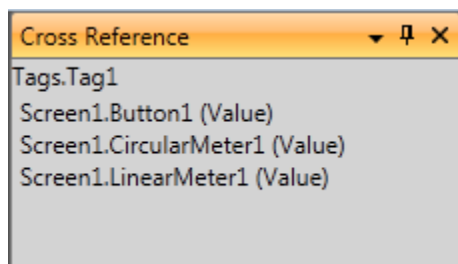 Cross Reference
Tags.Tag1
Screen1.Button1 (Value)
Screen1.CircularMeter1 (Value)
Screen1.LinearMeter1 (Value)